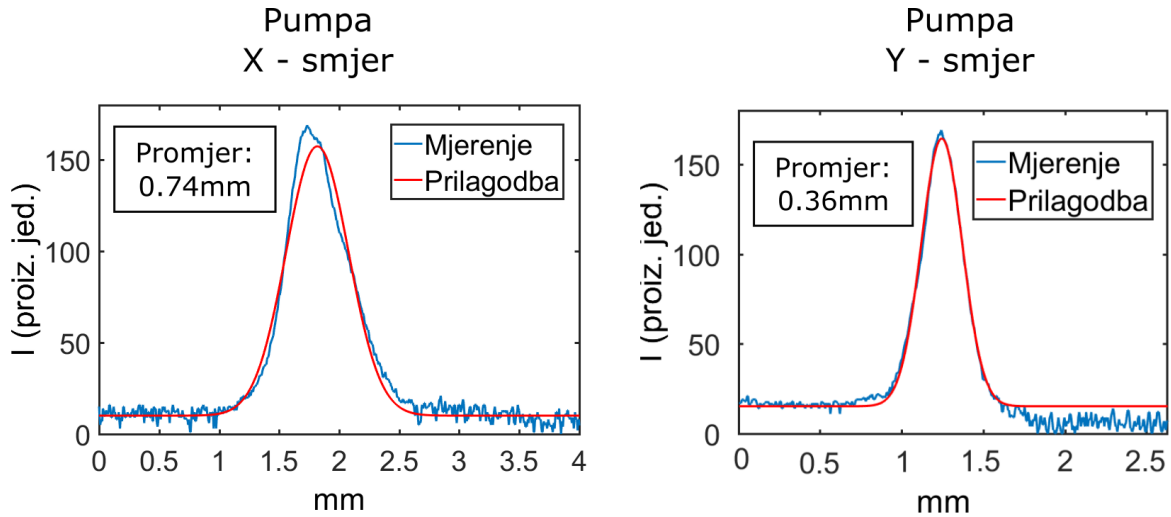 Pumpa
X - smjer
Promjer:
0.74mm
Mjerenje
Prilagodba
I (proiz. jed.)
150
100
50
0
0 0.5 1 1.5 2 2.5 3 3.5 4
mm
Pumpa
Y - smjer
Promjer:
0.36mm
Mjerenje
Prilagodba
I (proiz. jed.)
150
100
50
0
0 0.5 1 1.5 2 2.5
mm